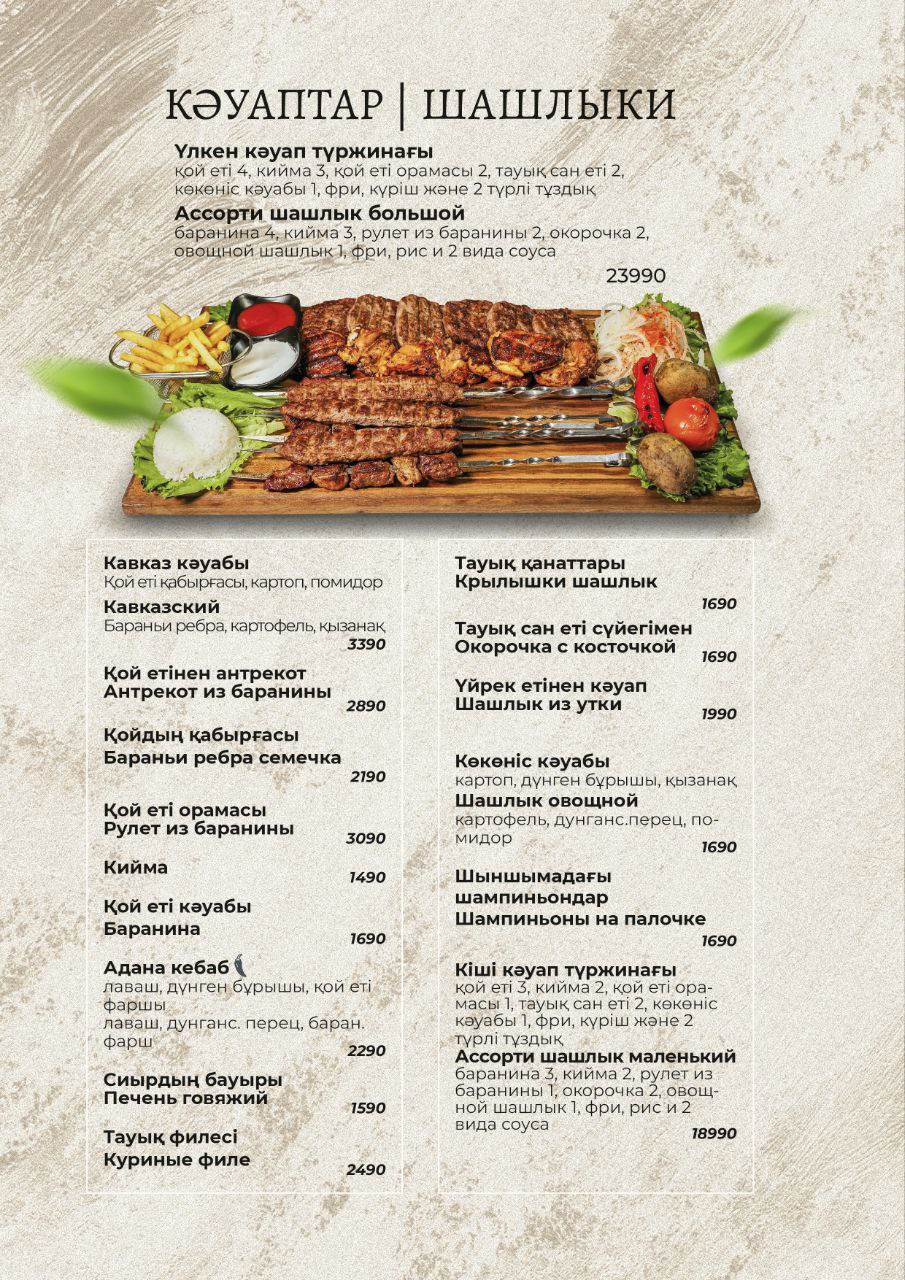 КӘУАПТАР | ШАШЛЫКИ
Үлкен кәуап түржинағы
қой еті 4, кийма 3, қой еті орамасы 2, тауық сан еті 2,
көкөніс кәуабы 1, фри, күріш және 2 түрлі тұздық
Ассорти шашлык большой
баранина 4, кийма 3, рулет из баранины 2, окорочка 2,
овощной шашлык 1, фри, рис и 2 вида соуса
23990
Кавказ кәуабы
Қой еті қабырғасы, картоп, помидор
Кавказский
Бараньи ребра, картофель, қызанақ
3390
Қой етінен антрекот
Антрекот из баранины
2890
Қойдың қабырғасы
Бараньи ребра семечка
2190
Қой еті орамасы
Рулет из баранины
3090
Кийма
1490
Қой еті кәуабы
Баранина
1690
Адана кебаб
лаваш, дүнген бұрышы, қой еті
фаршы
лаваш, дунганс. перец, баран.
фарш
2290
Сиырдың бауыры
Печень говяжий
1590
Тауық филесі
Куриные филе
2490
Тауық қанаттары
Крылышки шашлык
1690
Тауық сан еті сүйегімен
Окорочка с косточкой
1690
Үйрек етінен кәуап
Шашлык из утки
1990
Көкөніс кәуабы
картоп, дүнген бұрышы, қызанақ
Шашлык овощной
картофель, дунганс.перец, по-
мидор
1690
Шыншымадағы
шампиньондар
Шампиньоны на палочке
1690
Кіші кәуап түржинағы
қой еті 3, кийма 2, қой еті ора-
масы 1, тауық сан еті 2, көкөніс
кәуабы 1, фри, күріш және 2
түрлі тұздық
Ассорти шашлык маленький
баранина 3, кийма 2, рулет из
баранины 1, окорочка 2, овощ-
ной шашлык 1, фри, рис и 2
вида соуса
18990